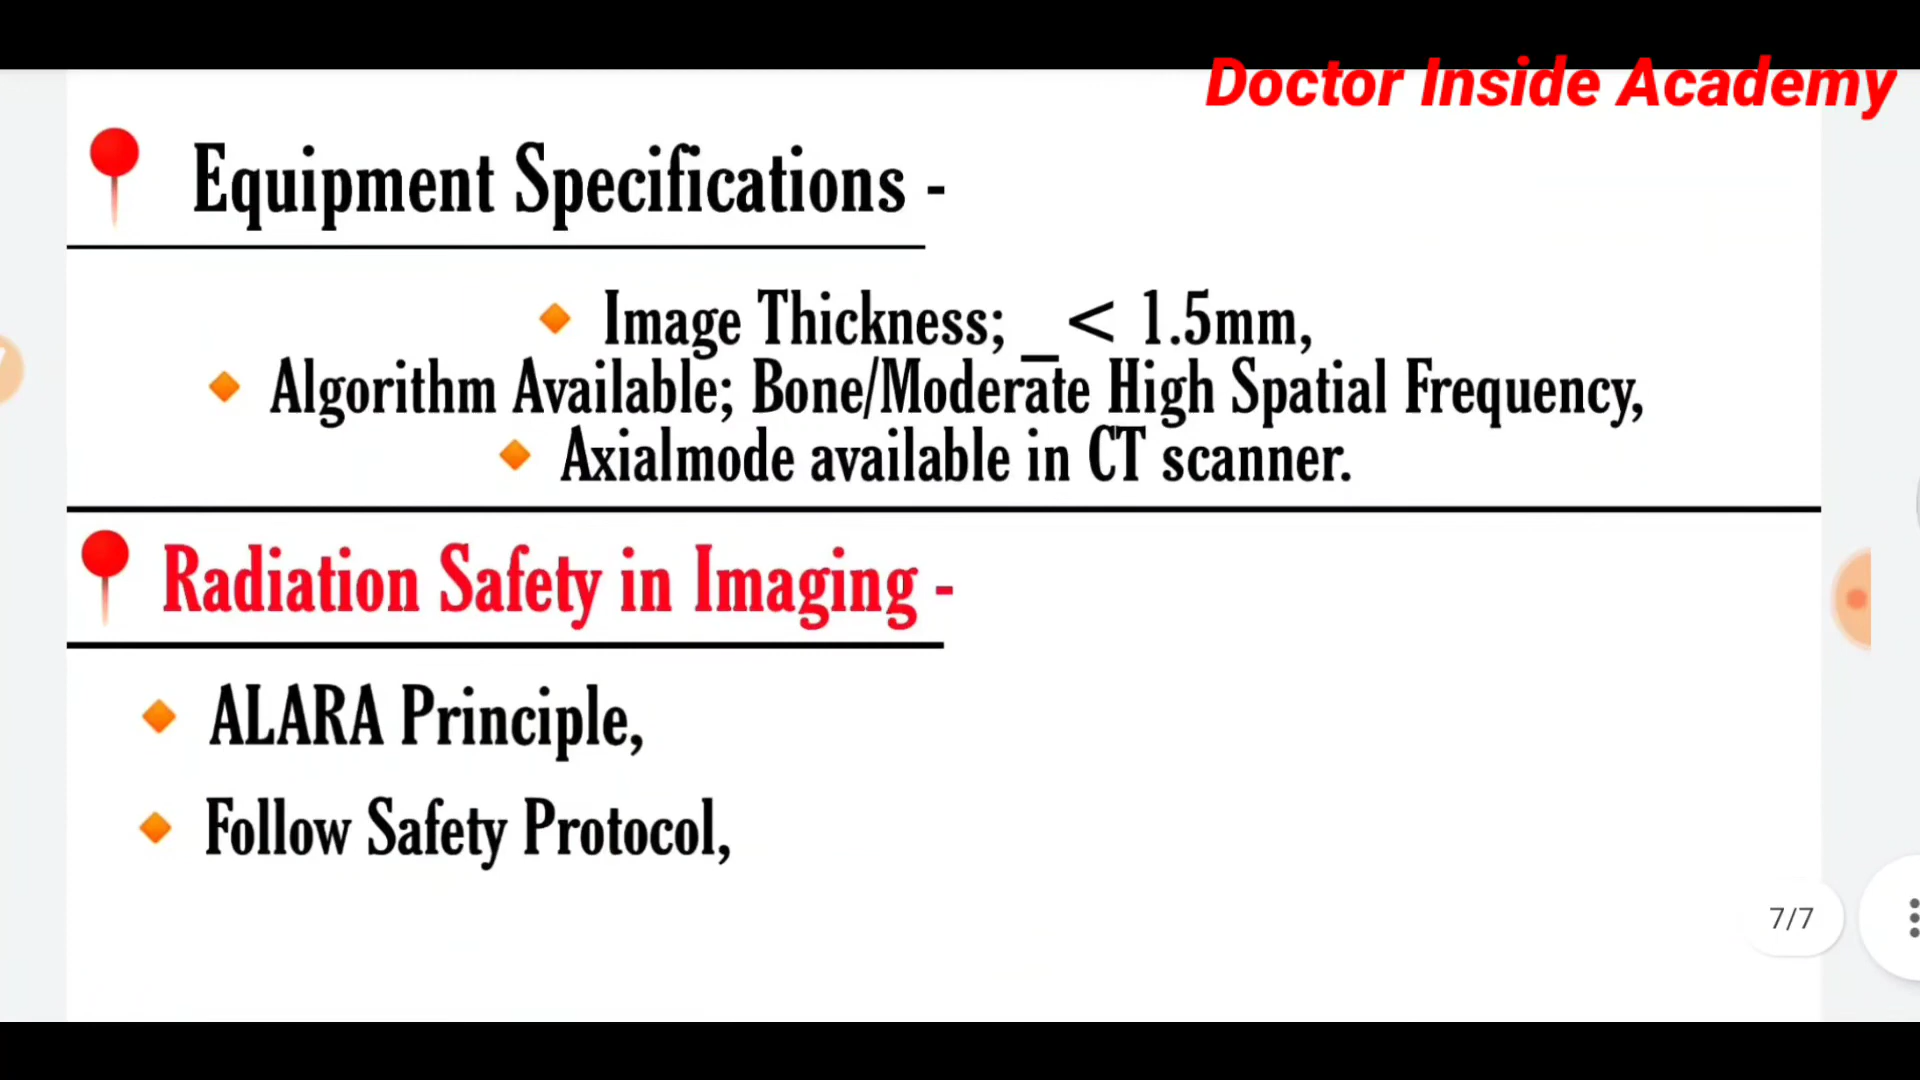 Doctor Inside Academy
Equipment Specifications -
Image Thickness; _< 1.5mm,
Algorithm Available; Bone/Moderate High Spatial Frequency,
Axialmode available in CT scanner.
Radiation Safety in Imaging -
ALARA Principle,
Follow Safety Protocol,
7/7